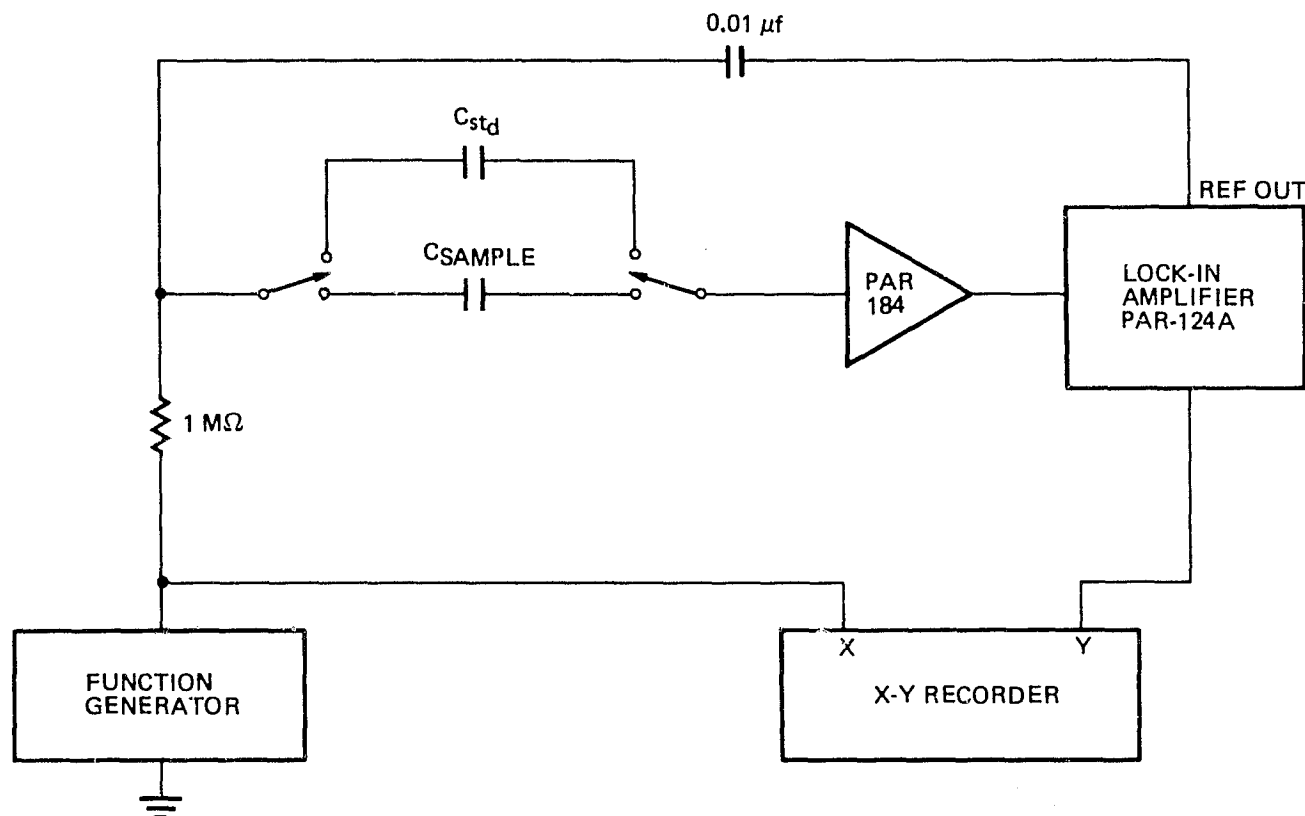 0.01 μf
Cstd
REF OUT
CSAMPLE
PAR
184
LOCK-IN
AMPLIFIER
PAR-124A
1 MΩ
X
Y
FUNCTION
GENERATOR
X-Y RECORDER